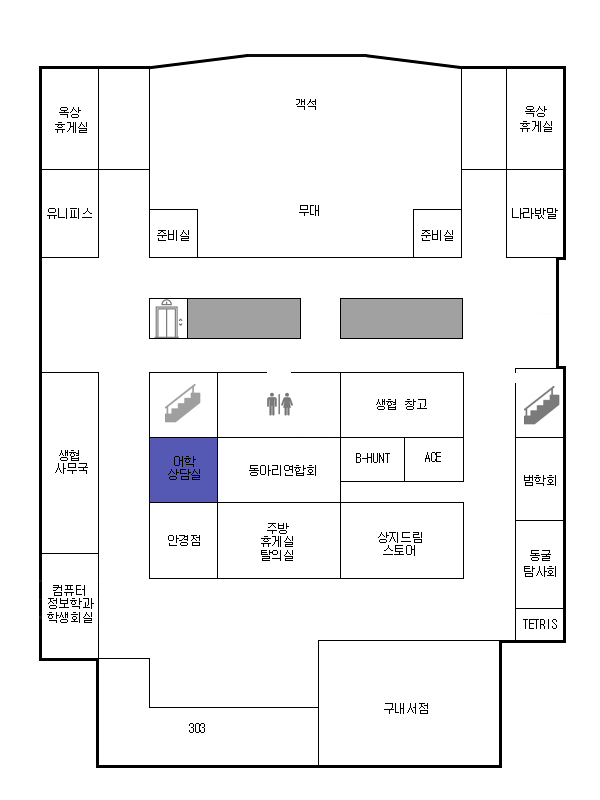 객석
옥상
휴게실
옥상
휴게실
유니피스
무대
나라밖말
준비실
준비실
생협 창고
생협
사무국
어학
상담실
동아리연합회
B-HUNT
ACE
범학회
안경점
주방
휴게실
탈의실
상지드림
스토어
동굴
탐사회
컴퓨터
정보학과
학생회실
TETRIS
구내서점
303